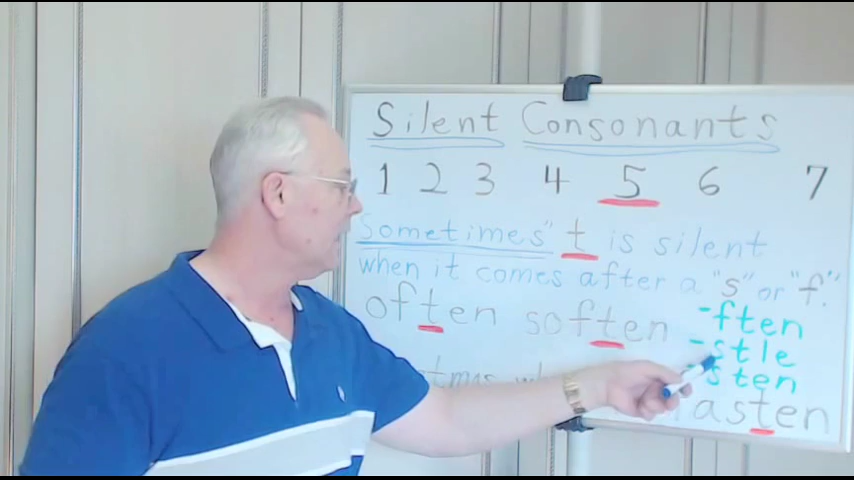 Silent Consonants
1 2 3 4 5 6 7
Sometimes "t is silent
when it comes after a "s" or "f."
often soften
-ften
-stle
sten